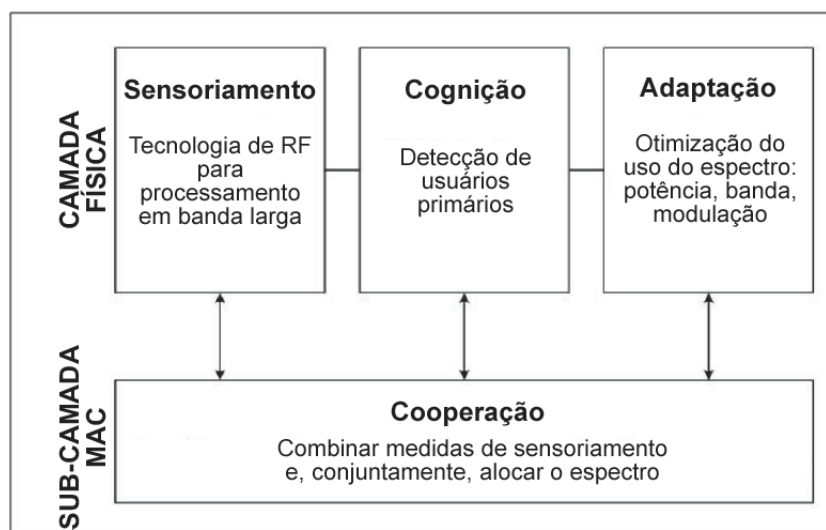 CAMADA
FÍSICA
Sensoriamento
Tecnologia de RF
para
processamento
em banda larga
Cognição
Detecção de
usuários
primários
Adaptação
Otimização do
uso do espectro:
potência, banda,
modulação
SUB-CAMADA
MAC
Cooperação
Combinar medidas de sensoriamento
e, conjuntamente, alocar o espectro